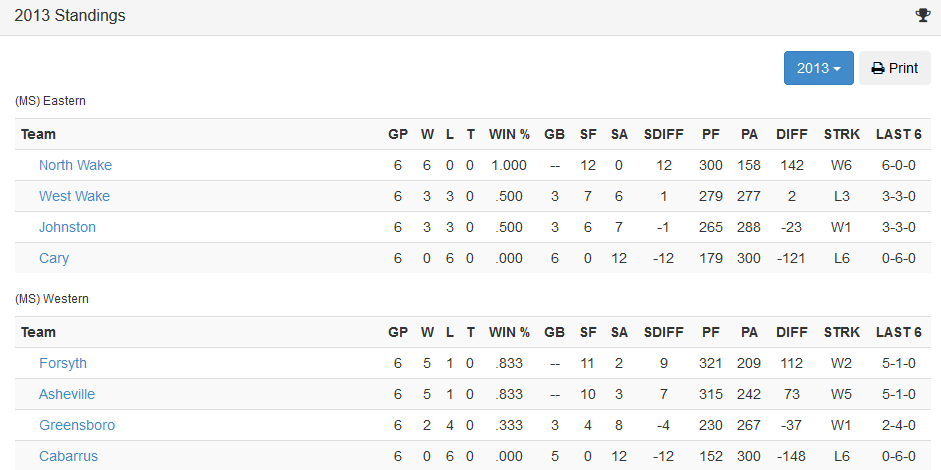 2013 Standings
2013 Print
(MS) Eastern
Team GP W L T WIN % GB SF SA SDIFF PF PA DIFF STRK LAST 6
North Wake 6 6 0 0 1.000 -- 12 0 12 300 158 142 W6 6-0-0
West Wake 6 3 3 0 .500 3 7 6 1 279 277 2 L3 3-3-0
Johnston 6 3 3 0 .500 3 6 7 -1 265 288 -23 W1 3-3-0
Cary 6 0 6 0 .000 6 0 12 -12 179 300 -121 L6 0-6-0
(MS) Western
Team GP W L T WIN % GB SF SA SDIFF PF PA DIFF STRK LAST 6
Forsyth 6 5 1 0 .833 -- 11 2 9 321 209 112 W2 5-1-0
Asheville 6 5 1 0 .833 -- 10 3 7 315 242 73 W5 5-1-0
Greensboro 6 2 4 0 .333 3 4 8 -4 230 267 -37 W1 2-4-0
Cabarrus 6 0 6 0 .000 5 0 12 -12 152 300 -148 L6 0-6-0